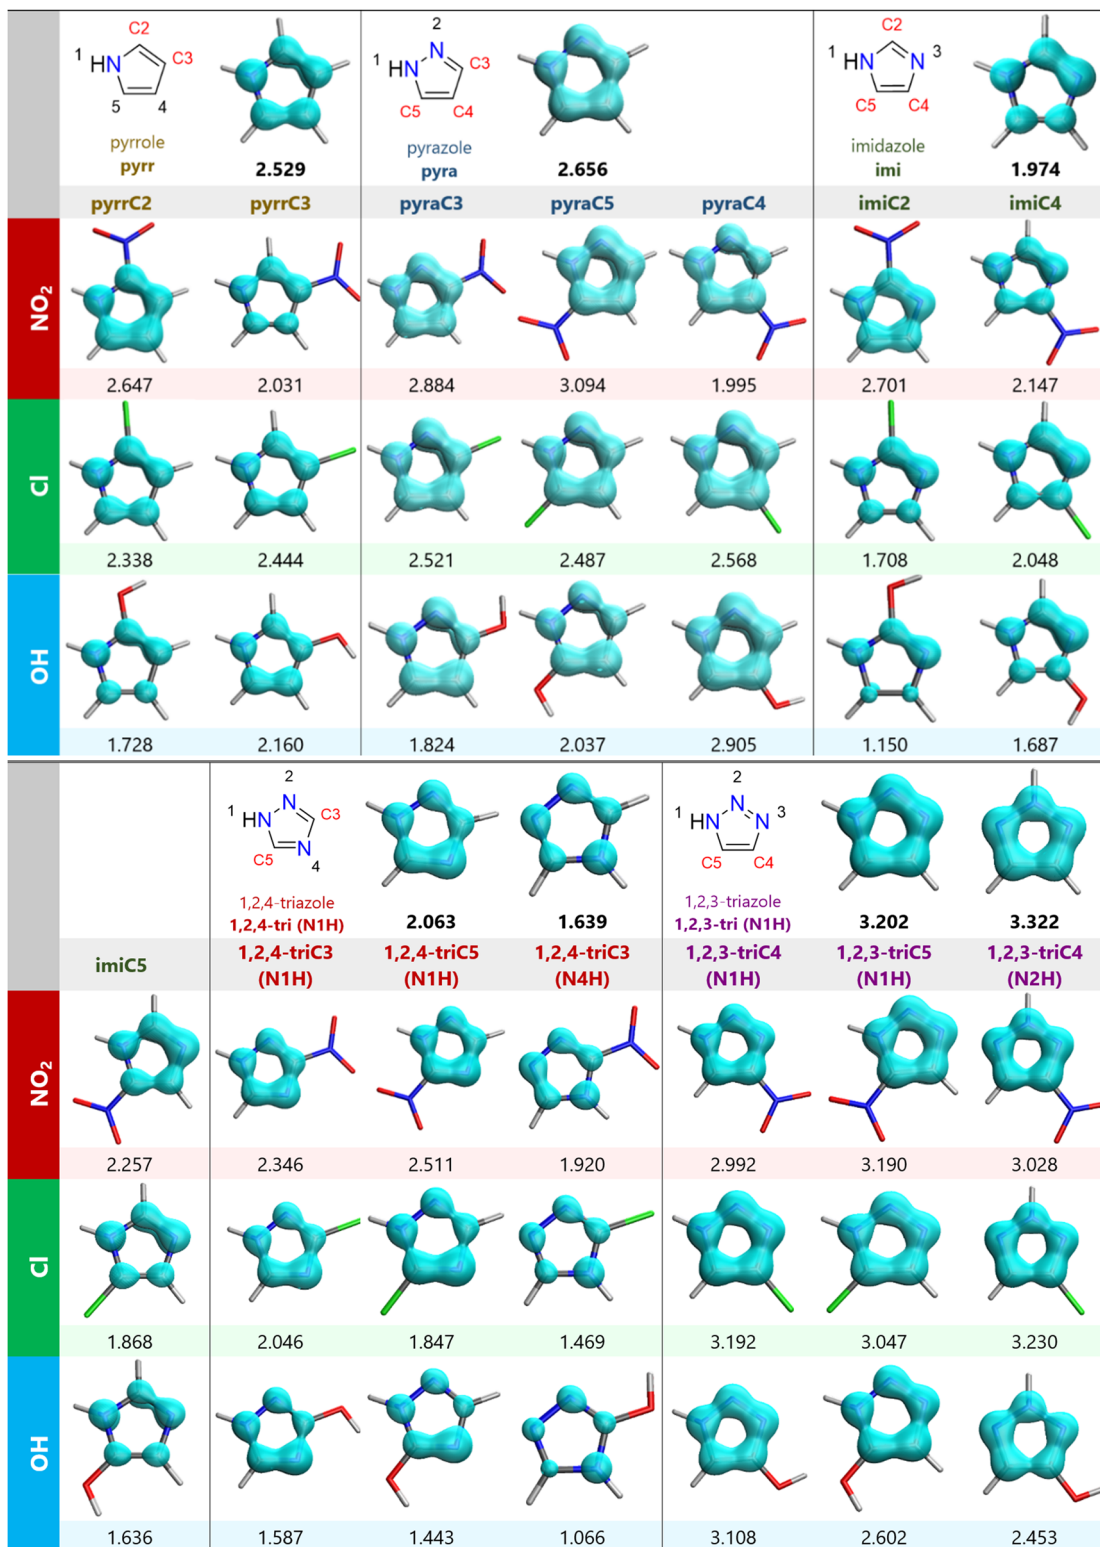 2
C2
C2
1 HN N
1
HN C3
1 HN C3
N 3
5 4
C5 C4
C5 C4
pyrrole
pyrazole
imidazole
pyrr 2.529 pyra 2.656 imi 1.974
pyrrC2 pyrrC3 pyraC3 pyraC5 pyraC4 imiC2 imiC4
NO2
2.647 2.031 2.884 3.094 1.995 2.701 2.147
Cl
2.338 2.444 2.521 2.487 2.568 1.708 2.048
OH
1.728 2.160 1.824 2.037 2.905 1.150 1.687
2 2
1 HN N C3
1 HN N N 3
C5 N
4
C5 C4
1,2,4-triazole
1,2,3-triazole
1,2,4-tri (N1H) 2.063 1.639 1,2,3-tri (N1H) 3.202 3.322
imiC5 1,2,4-triC3 1,2,4-triC5 1,2,4-triC3 1,2,3-triC4 1,2,3-triC5 1,2,3-triC4
(N1H) (N1H) (N4H) (N1H) (N1H) (N2H)
NO2
2.257 2.346 2.511 1.920 2.992 3.190 3.028
Cl
1.868 2.046 1.847 1.469 3.192 3.047 3.230
OH
1.636 1.587 1.443 1.066 3.108 2.602 2.453